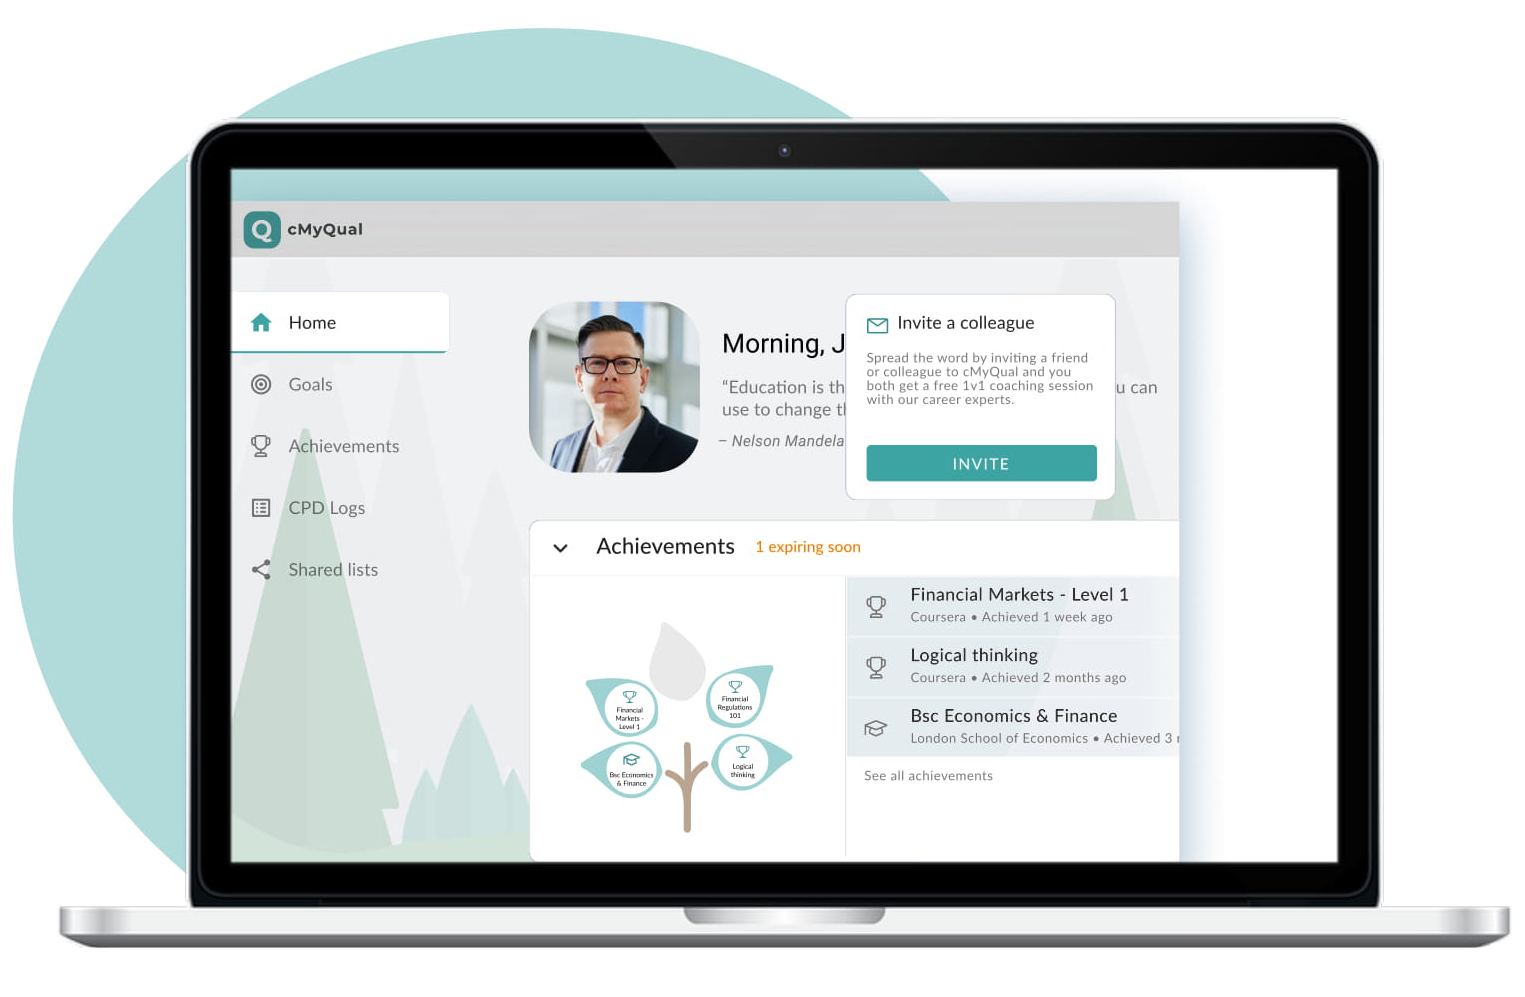 cMyQual
Home
Goals
Achievements
CPD Logs
Shared lists
Morning, J
“Education is th
u can
use to change th
– Nelson Mandela
Invite a colleague
Spread the word by inviting a friend
or colleague to cMyQual and you
both get a free 1v1 coaching session
with our career experts.
INVITE
Achievements 1 expiring soon
Financial
Markets -
Level 1
Financial
Regulations
101
Bsc Economics
& Finance
Logical
thinking
Financial Markets - Level 1
Coursera • Achieved 1 week ago
Logical thinking
Coursera • Achieved 2 months ago
Bsc Economics & Finance
London School of Economics • Achieved 3
See all achievements